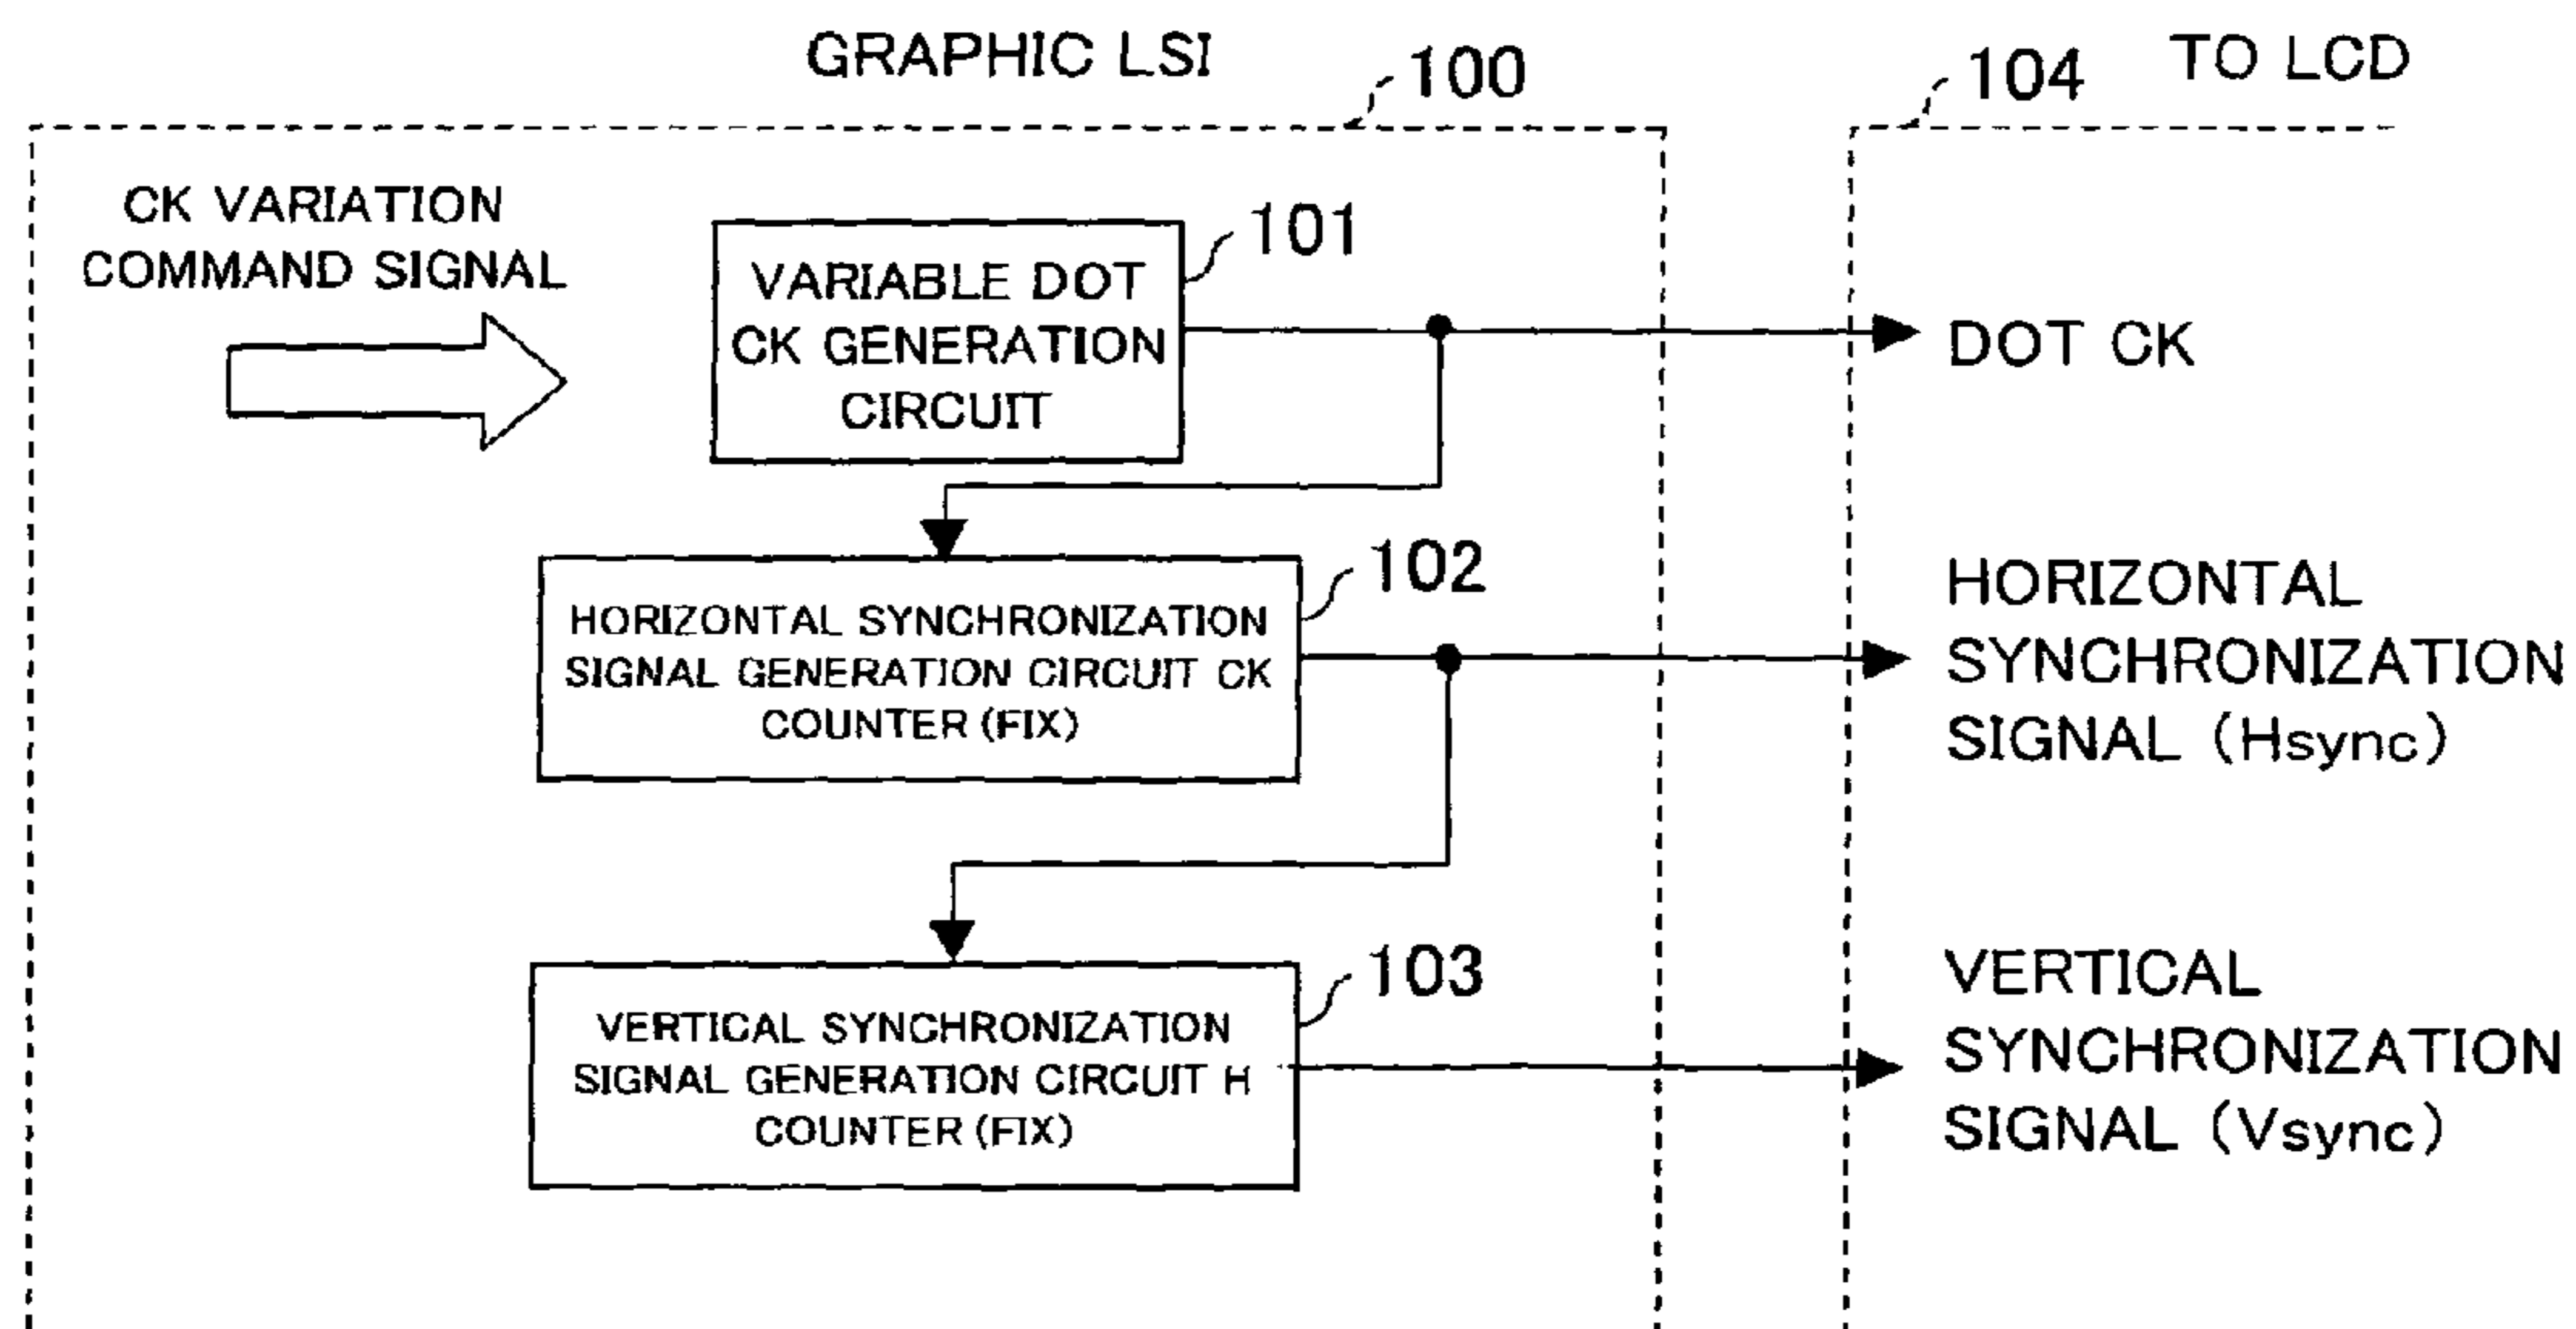 GRAPHIC LSI
100
104
TO LCD
CK VARIATION
COMMAND SIGNAL
101
VARIABLE DOT
CK GENERATION
CIRCUIT
DOT CK
102
HORIZONTAL SYNCHRONIZATION
SIGNAL GENERATION CIRCUIT CK
COUNTER (FIX)
HORIZONTAL
SYNCHRONIZATION
SIGNAL (Hsync)
103
VERTICAL SYNCHRONIZATION
SIGNAL GENERATION CIRCUIT H
COUNTER (FIX)
VERTICAL
SYNCHRONIZATION
SIGNAL (Vsync)